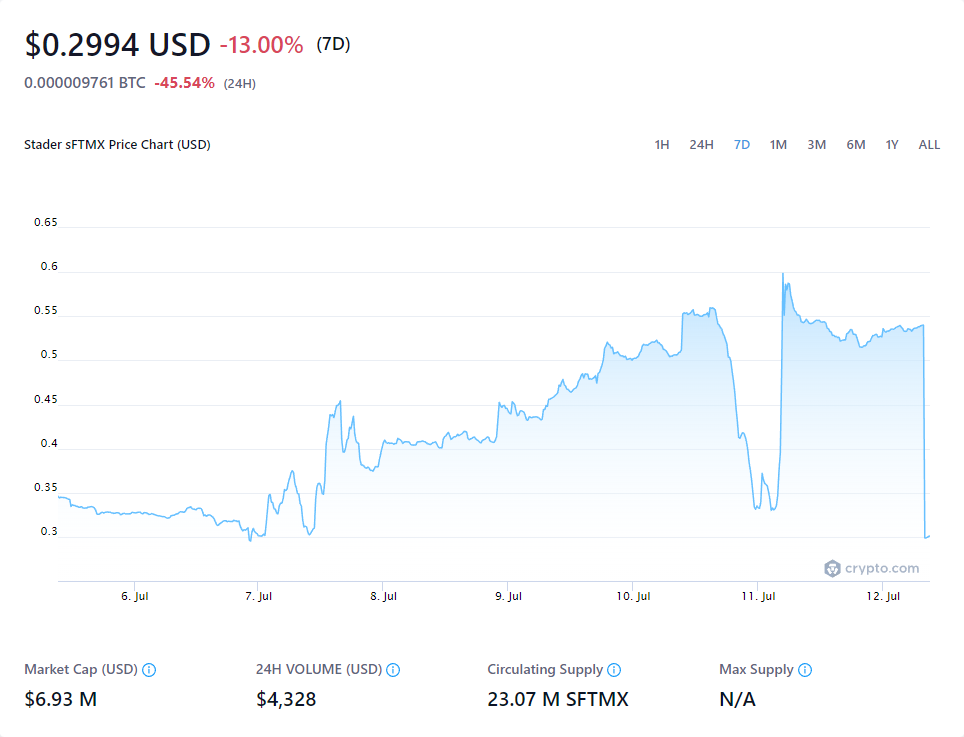 $0.2994 USD -13.00% (7D)
0.000009761 BTC -45.54% (24H)
Stader sFTMX Price Chart (USD)
1H 24H 7D 1M 3M 6M 1Y ALL
0.65
0.6
0.55
0.5
0.45
0.4
0.35
0.3
crypto.com
6. Jul 7. Jul 8. Jul 9. Jul 10. Jul 11. Jul 12. Jul
Market Cap (USD) 24H VOLUME (USD) Circulating Supply Max Supply
$6.93 M $4,328 23.07 M SFTMX N/A